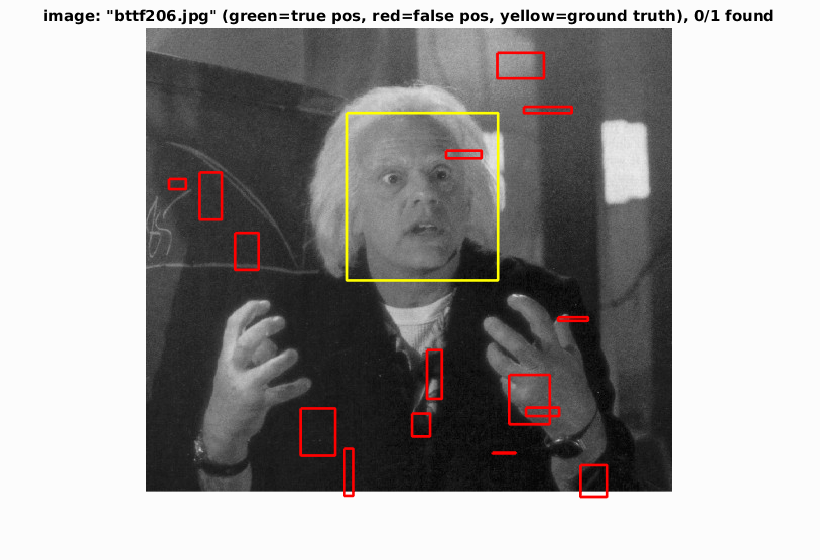 image: "bttf206.jpg" (green=true pos, red=false pos, yellow=ground truth), 0/1 found